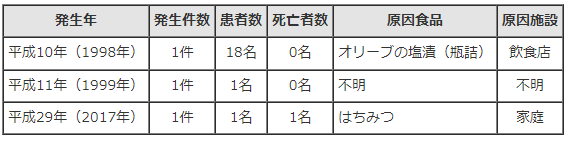 発生年 発生件数 患者数 死亡者数 原因食品 原因施設
平成10年（1998年） 1件 18名 0名 オリーブの塩漬（瓶詰） 飲食店
平成11年（1999年） 1件 1名 0名 不明 不明
平成29年（2017年） 1件 1名 1名 はちみつ 家庭